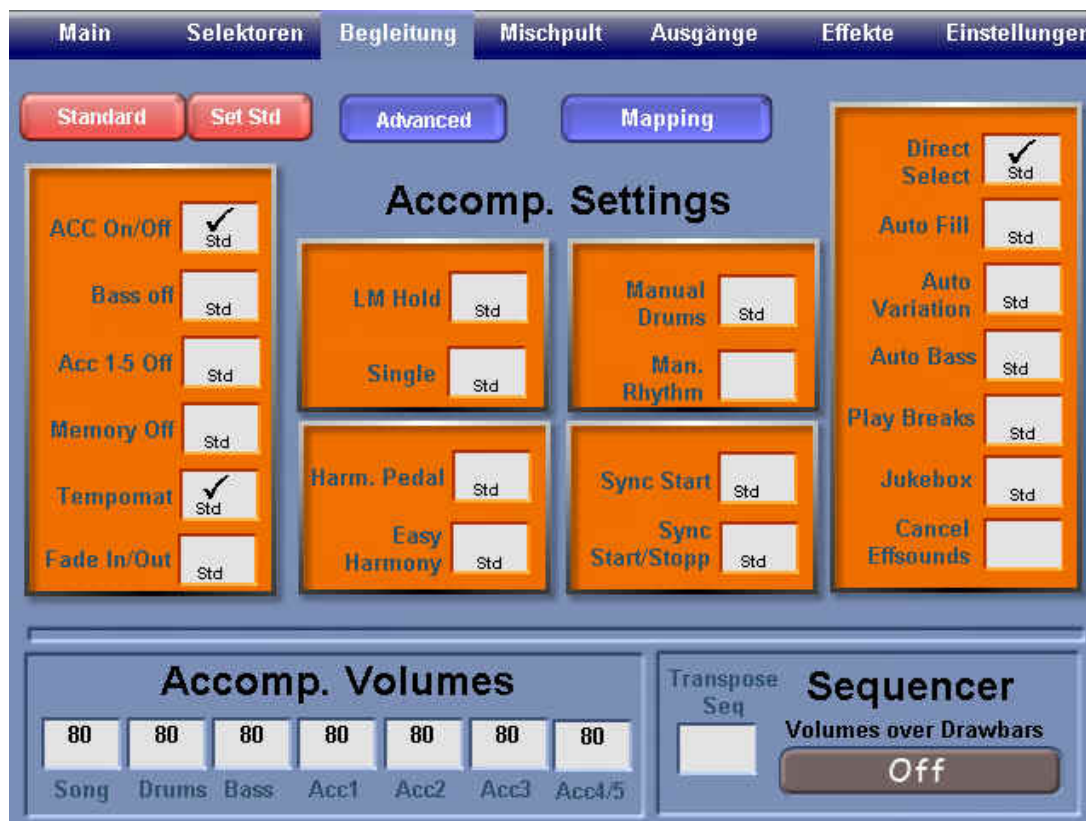 Main Selektoren Begleitung Mischpult Ausgänge Effekte Einstellunger
Standard Set Std Advanced Mapping
Accomp. Settings
ACC On/Off Std
Bass off Std
Acc 1-5 Off Std
Memory Off Std
Tempomat Std
Fade In/Out Std
LM Hold Std
Single Std
Harm. Pedal Std
Easy
Harmony Std
Manual
Drums Std
Man.
Rhythm
Sync Start Std
Sync
Start/Stopp Std
Direct
Select Std
Auto Fill Std
Auto
Variation Std
Auto Bass Std
Play Breaks Std
Jukebox Std
Cancel
Effsounds
Accomp. Volumes
80 80 80 80 80 80 80
Song Drums Bass Acc1 Acc2 Acc3 Acc4/5
Transpose
Seq
Sequencer
Volumes over Drawbars
Off